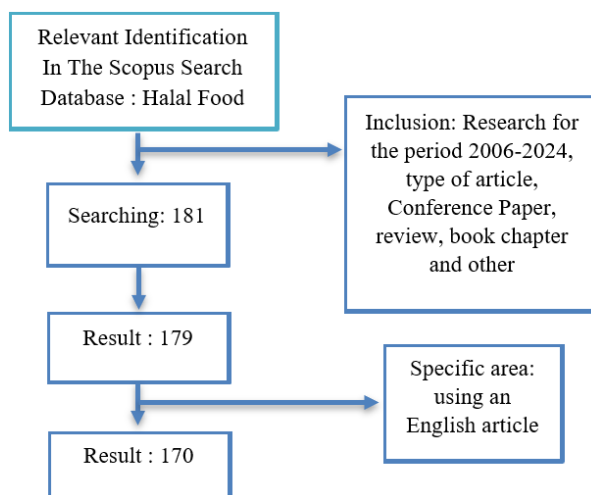 Relevant Identification
In The Scopus Search
Database : Halal Food
Inclusion: Research for
the period 2006-2024,
type of article,
Conference Paper,
review, book chapter
and other
Searching: 181
Result : 179
Specific area:
using an
English article
Result : 170